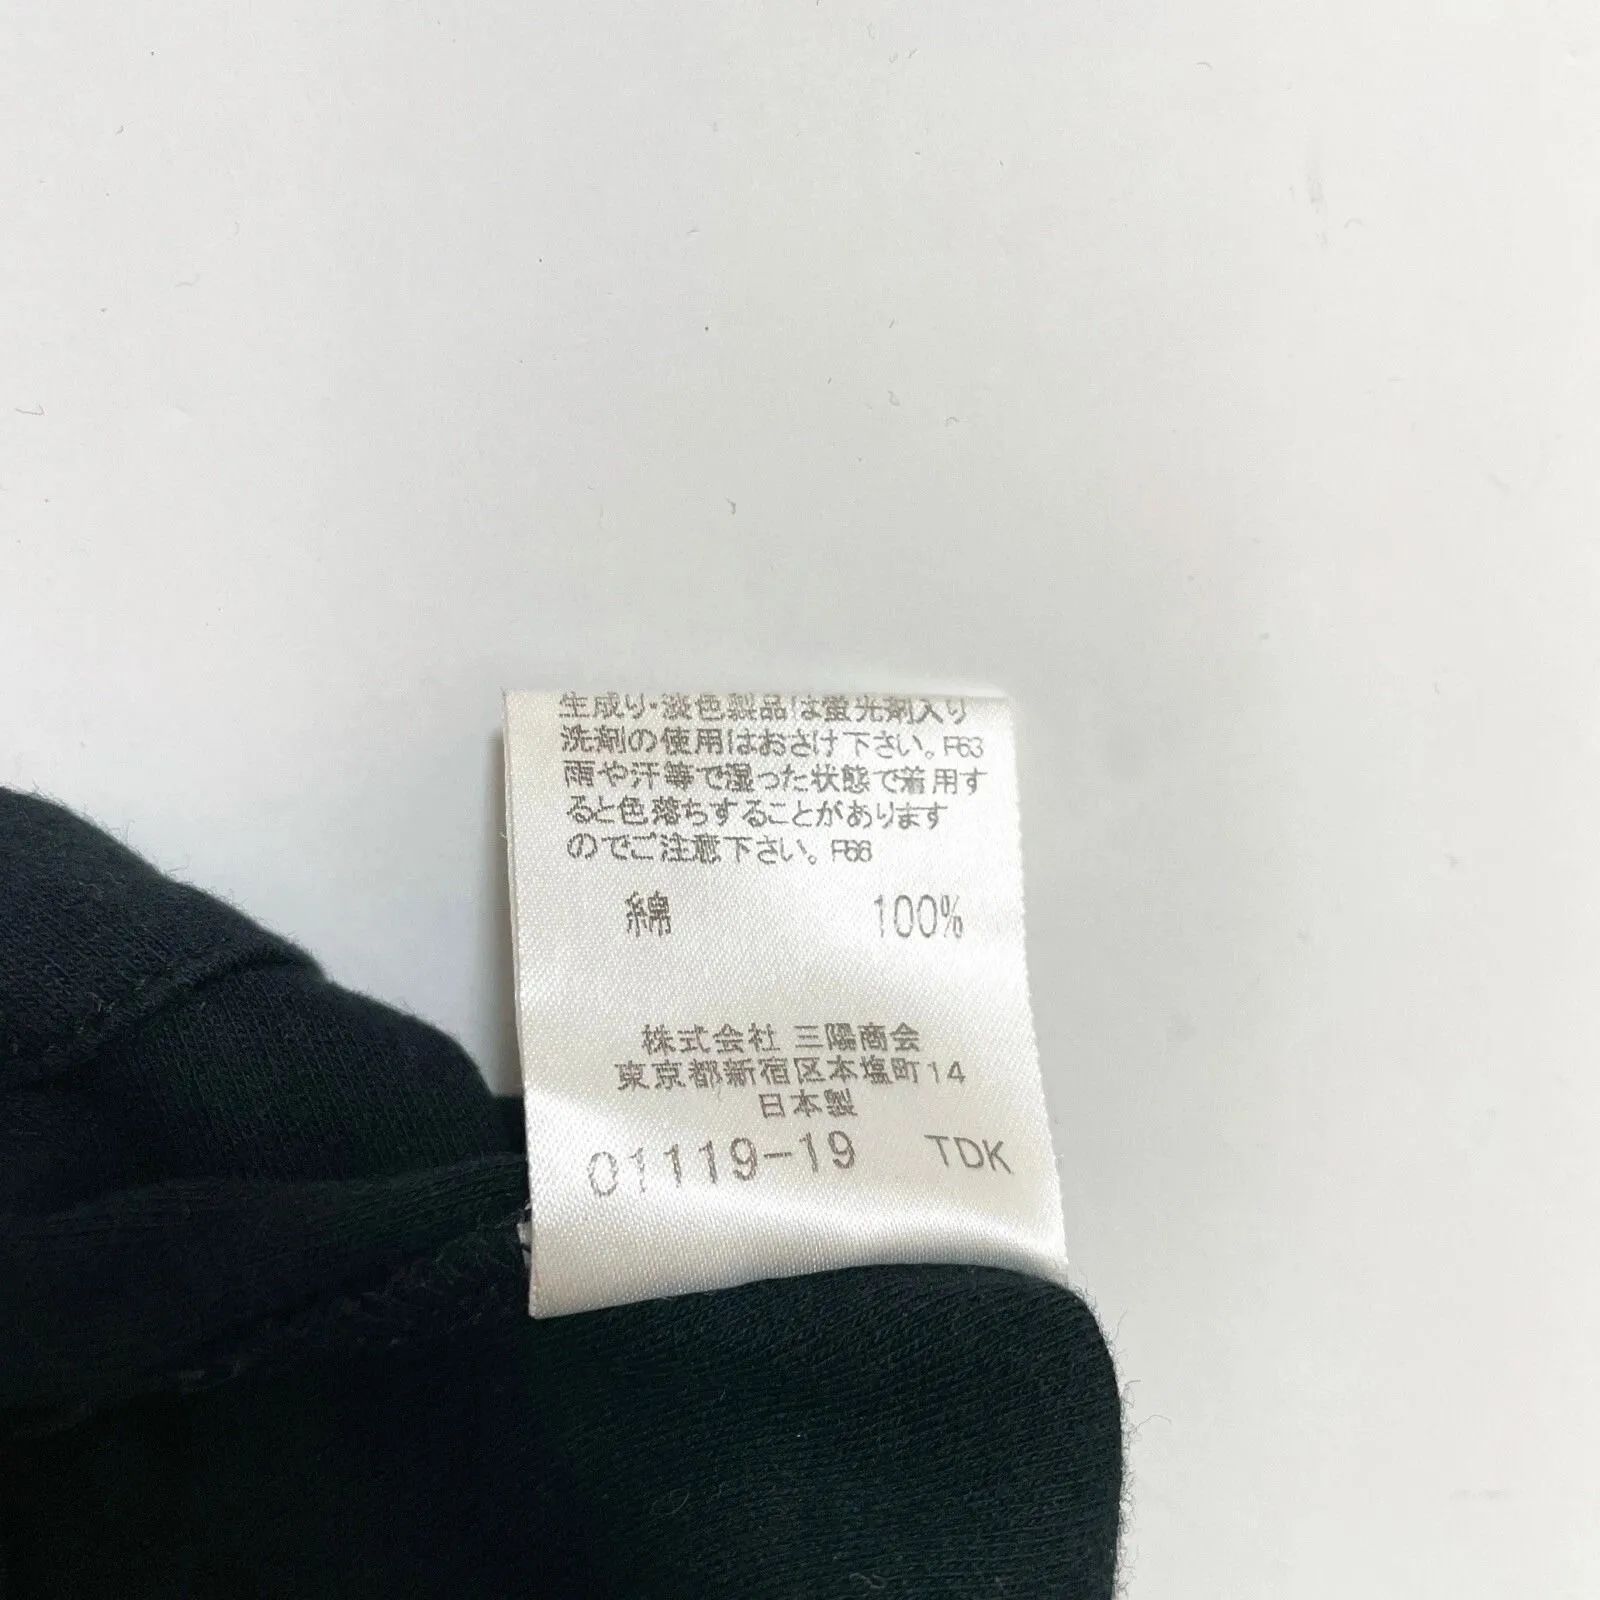 生成り・淡色製品は蛍光剤入り
洗剤の使用はおさけ下さい。F63
雨や汗等で湿った状態で着用す
ると色落ちすることがあります
のでご注意下さい。F66
綿 100%
株式会社 三陽商会
東京都新宿区本塩町14
日本製
01119-19 TDK